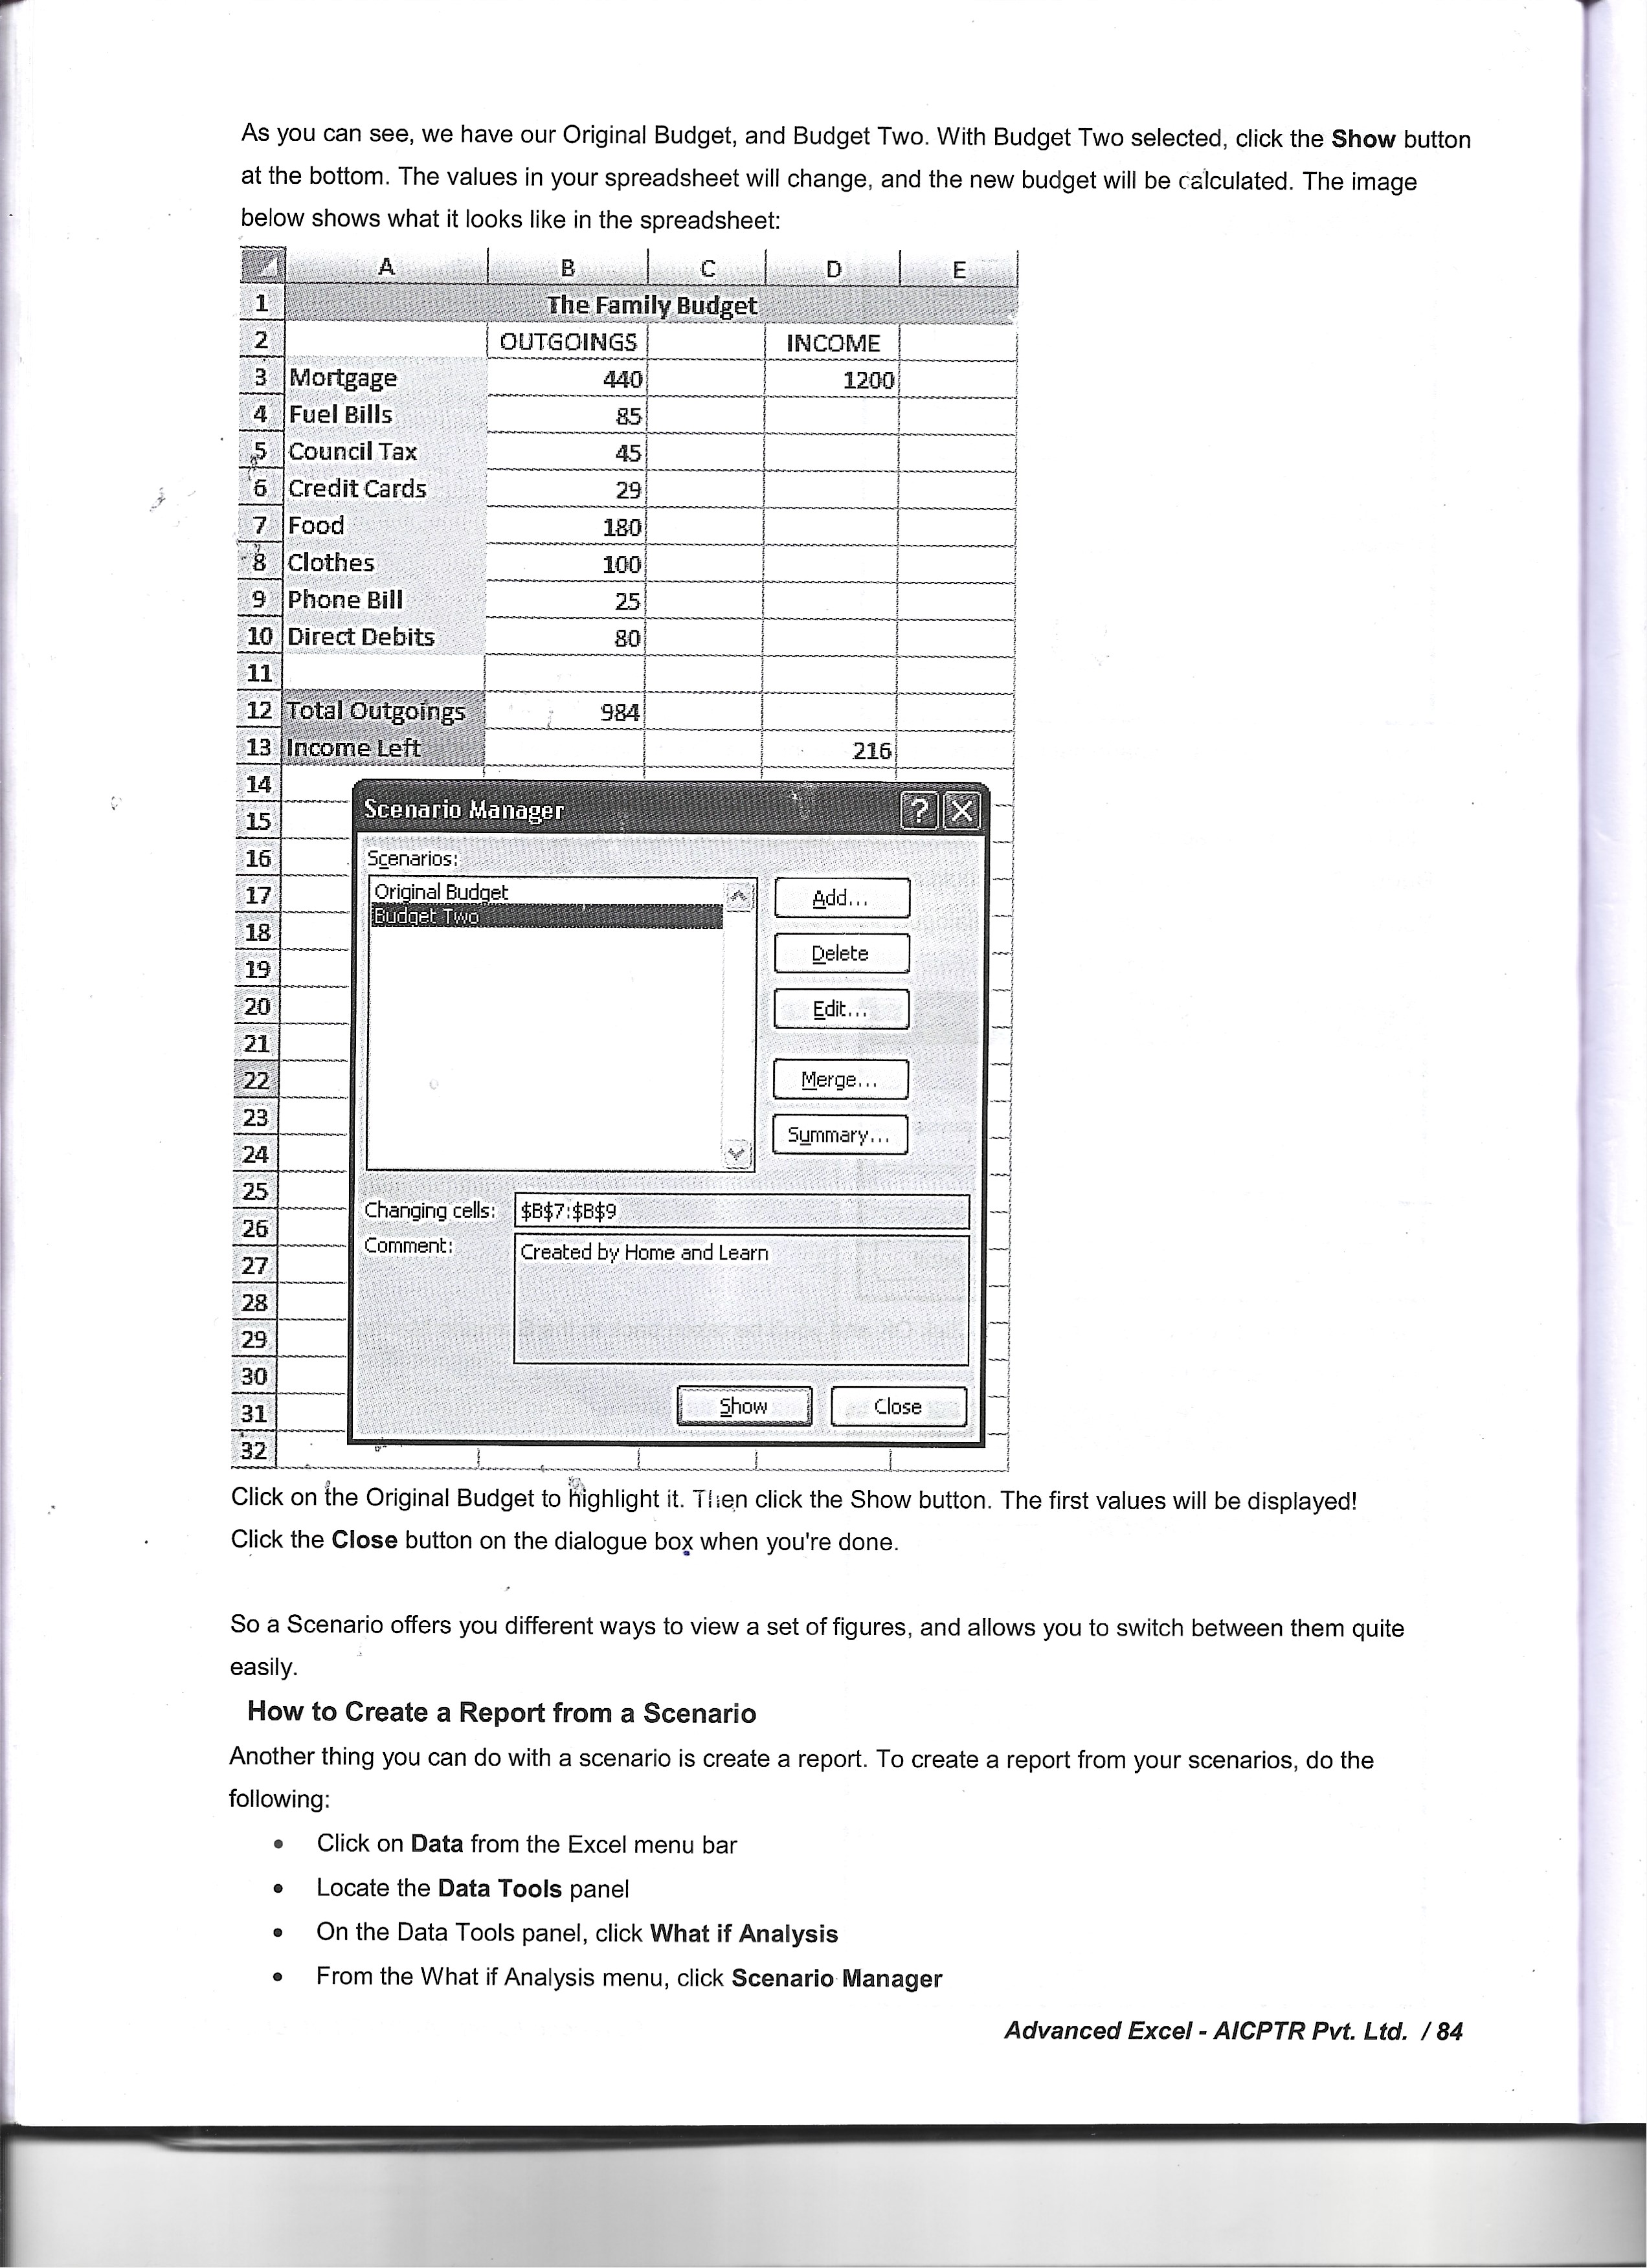 As you can see, we have our Original Budget, and Budget Two. With Budget Two selected, click the Show button
at the bottom. The values in your spreadsheet will change, and the new budget will be calculated. The image
below shows what it looks like in the spreadsheet:
A B C D E
1 The Family Budget
2 OUTGOINGS INCOME
3 Mortgage 440 1200
4 Fuel Bills 85
5 Council Tax 45
6 Credit Cards 29
7 Food 180
8 Clothes 100
9 Phone Bill 25
10 Direct Debits 80
11
12 Total Outgoings 984
13 Income Left 216
14
15 Scenario Manager ? X
16 Scenarios:
17 Original Budget Add...
18 Budget Two
19 Delete
20 Edit...
21
22 Merge...
23
24 Summary...
25
26 Changing cells: $B$7:$B$9
27 Comment: Created by Home and Learn
28
29
30
31 Show Close
32
Click on the Original Budget to highlight it. Then click the Show button. The first values will be displayed!
Click the Close button on the dialogue box when you're done.
So a Scenario offers you different ways to view a set of figures, and allows you to switch between them quite
easily.
How to Create a Report from a Scenario
Another thing you can do with a scenario is create a report. To create a report from your scenarios, do the
following:
• Click on Data from the Excel menu bar
• Locate the Data Tools panel
• On the Data Tools panel, click What if Analysis
• From the What if Analysis menu, click Scenario Manager
Advanced Excel - AICPTR Pvt. Ltd. / 84